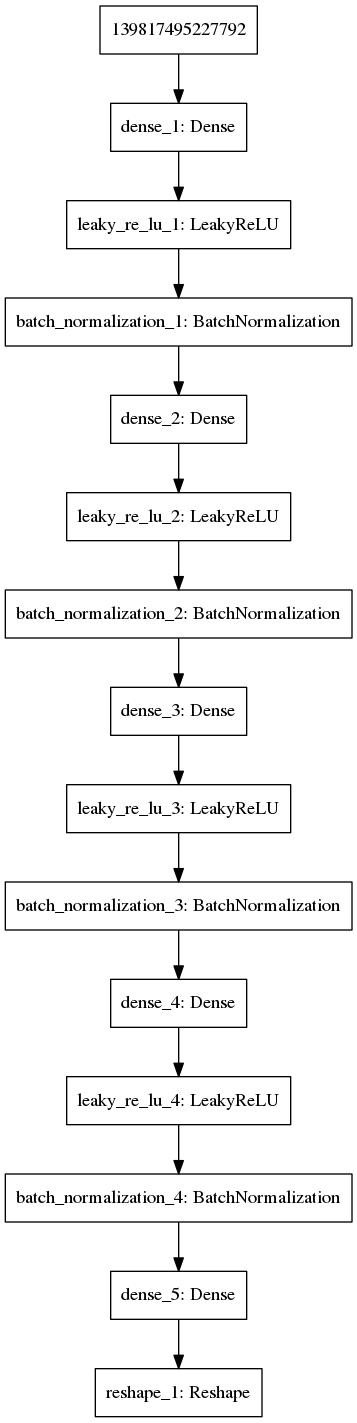 139817495227792
dense_1: Dense
leaky_re_lu_1: LeakyReLU
batch_normalization_1: BatchNormalization
dense_2: Dense
leaky_re_lu_2: LeakyReLU
batch_normalization_2: BatchNormalization
dense_3: Dense
leaky_re_lu_3: LeakyReLU
batch_normalization_3: BatchNormalization
dense_4: Dense
leaky_re_lu_4: LeakyReLU
batch_normalization_4: BatchNormalization
dense_5: Dense
reshape_1: Reshape